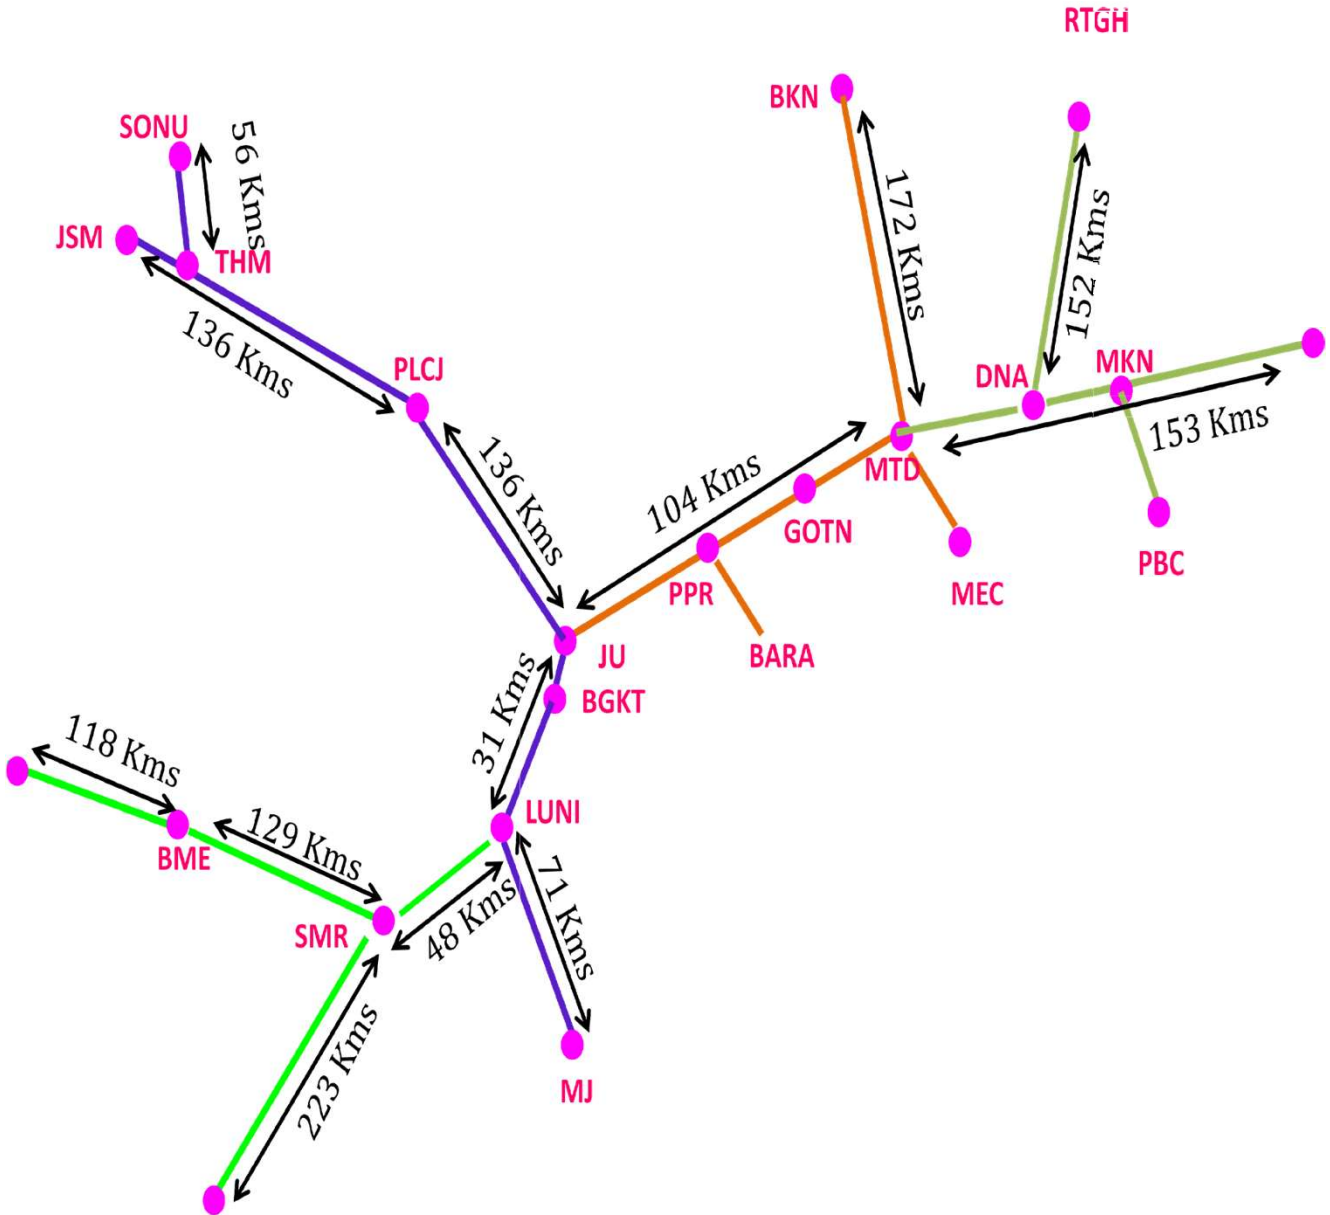 RTGH
BKN
SONU
56 Kms
172 Kms
152 Kms
JSM
THM
136 Kms
PLCJ
DNA
MKN
153 Kms
136 Kms
104 Kms
MTD
GOTN
PBC
PPR
MEC
JU
BARA
BGKT
31 Kms
118 Kms
LUNI
129 Kms
BME
71 Kms
SMR
48 Kms
223 Kms
MJ